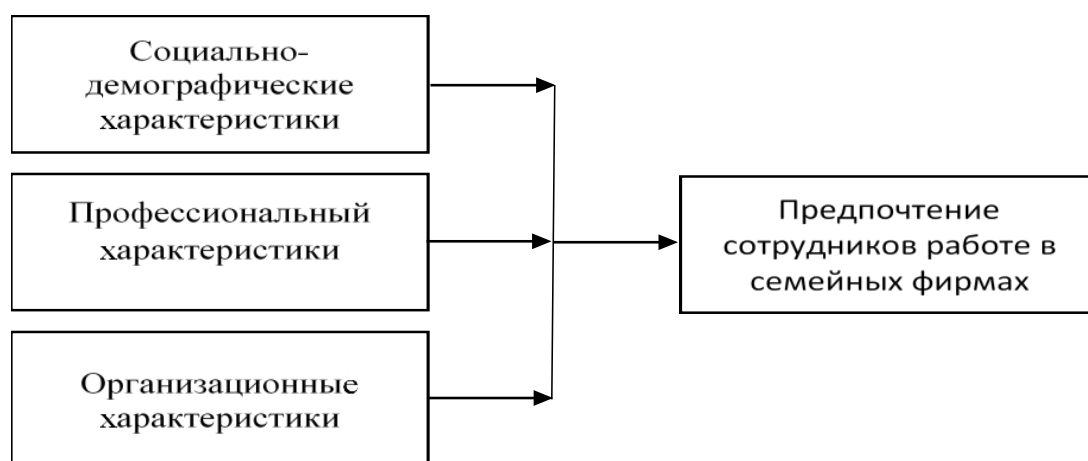 Социально-
демографические
характеристики
Профессиональный
характеристики
Организационные
характеристики
Предпочтение
сотрудников работе в
семейных фирмах